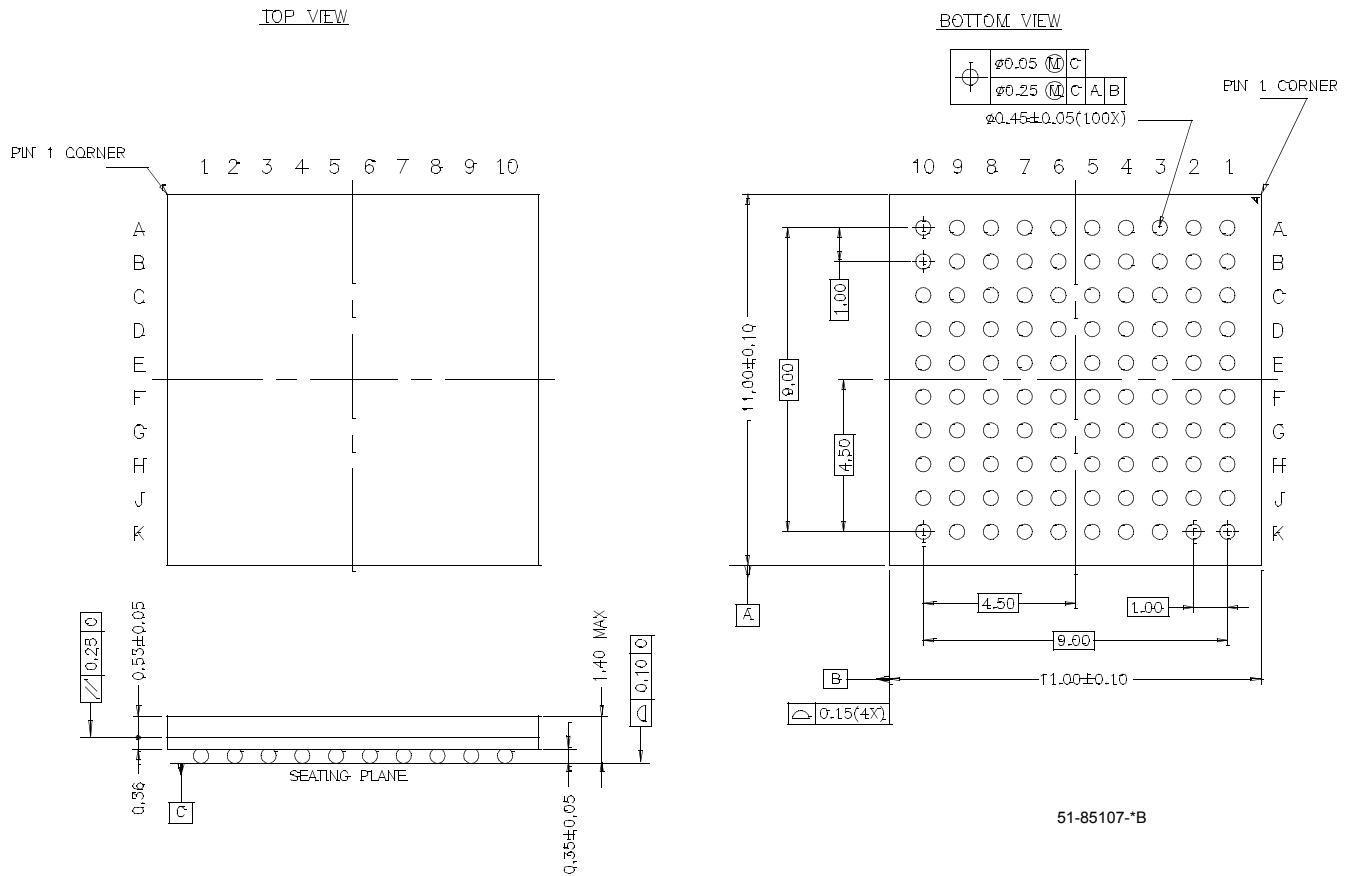 TOP VIEW
PIN 1 CORNER
1 2 3 4 5 6 7 8 9 10
A
B
C
D
E
F
G
H
J
K
BOTTOM VIEW
ø0.05 Ⓜ C
ø0.25 Ⓜ C A B
ø0.45±0.05(100X)
PIN 1 CORNER
10 9 8 7 6 5 4 3 2 1
A
B
C
D
E
F
G
H
J
K
11.00±0.10
9.00
1.00
4.50
A
4.50
1.00
9.00
B
11.00±0.10
0.15(4X)
// 0.25 C
0.53±0.05
0.36
C
SEATING PLANE
0.35±0.05
1.40 MAX
0.10 C
51-85107-*B